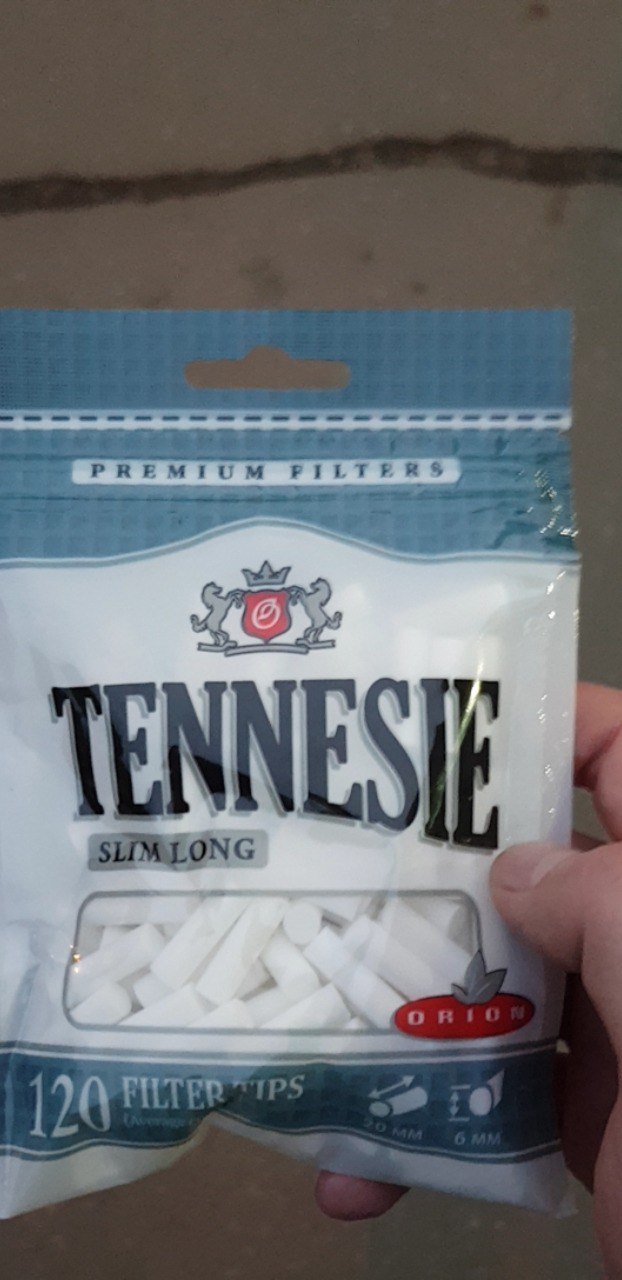 PREMIUM FILTERS
TENNESIE
SLIM LONG
ORION
120 FILTER TIPS
6 MM